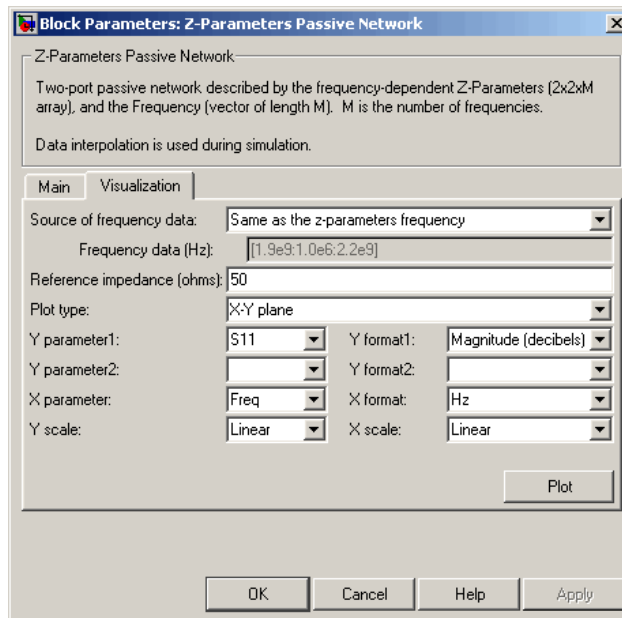 Block Parameters: Z-Parameters Passive Network
Z-Parameters Passive Network
Two-port passive network described by the frequency-dependent Z-Parameters (2x2xM
array), and the Frequency (vector of length M). M is the number of frequencies.
Data interpolation is used during simulation.
Main Visualization
Source of frequency data: Same as the z-parameters frequency
Frequency data (Hz): [1.9e9:1.0e6:2.2e9]
Reference impedance (ohms): 50
Plot type: X-Y plane
Y parameter1: S11 Y format1: Magnitude (decibels)
Y parameter2: Y format2:
X parameter: Freq X format: Hz
Y scale: Linear X scale: Linear
Plot
OK Cancel Help Apply